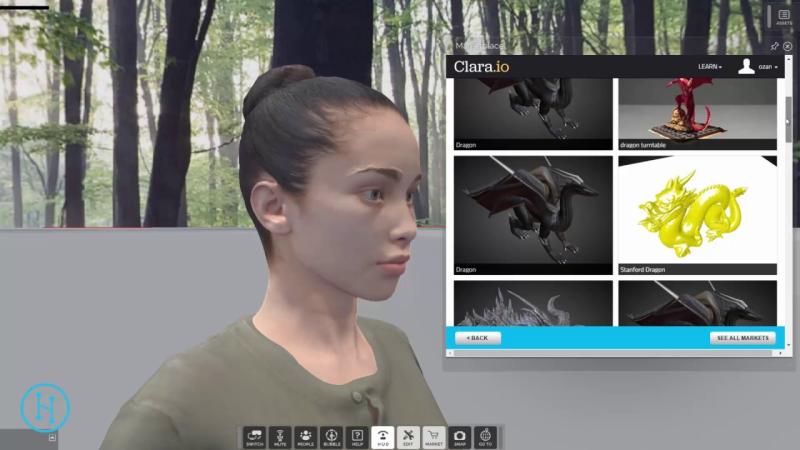 ASSETS
Marketplace
Clara.io
LEARN
ozan
Dragon
dragon turntable
Dragon
Stanford Dragon
< BACK
SEE ALL MARKETS
SWITCH
MUTE
PEOPLE
BUBBLE
HELP
HUD
EDIT
MARKET
SNAP
GO TO